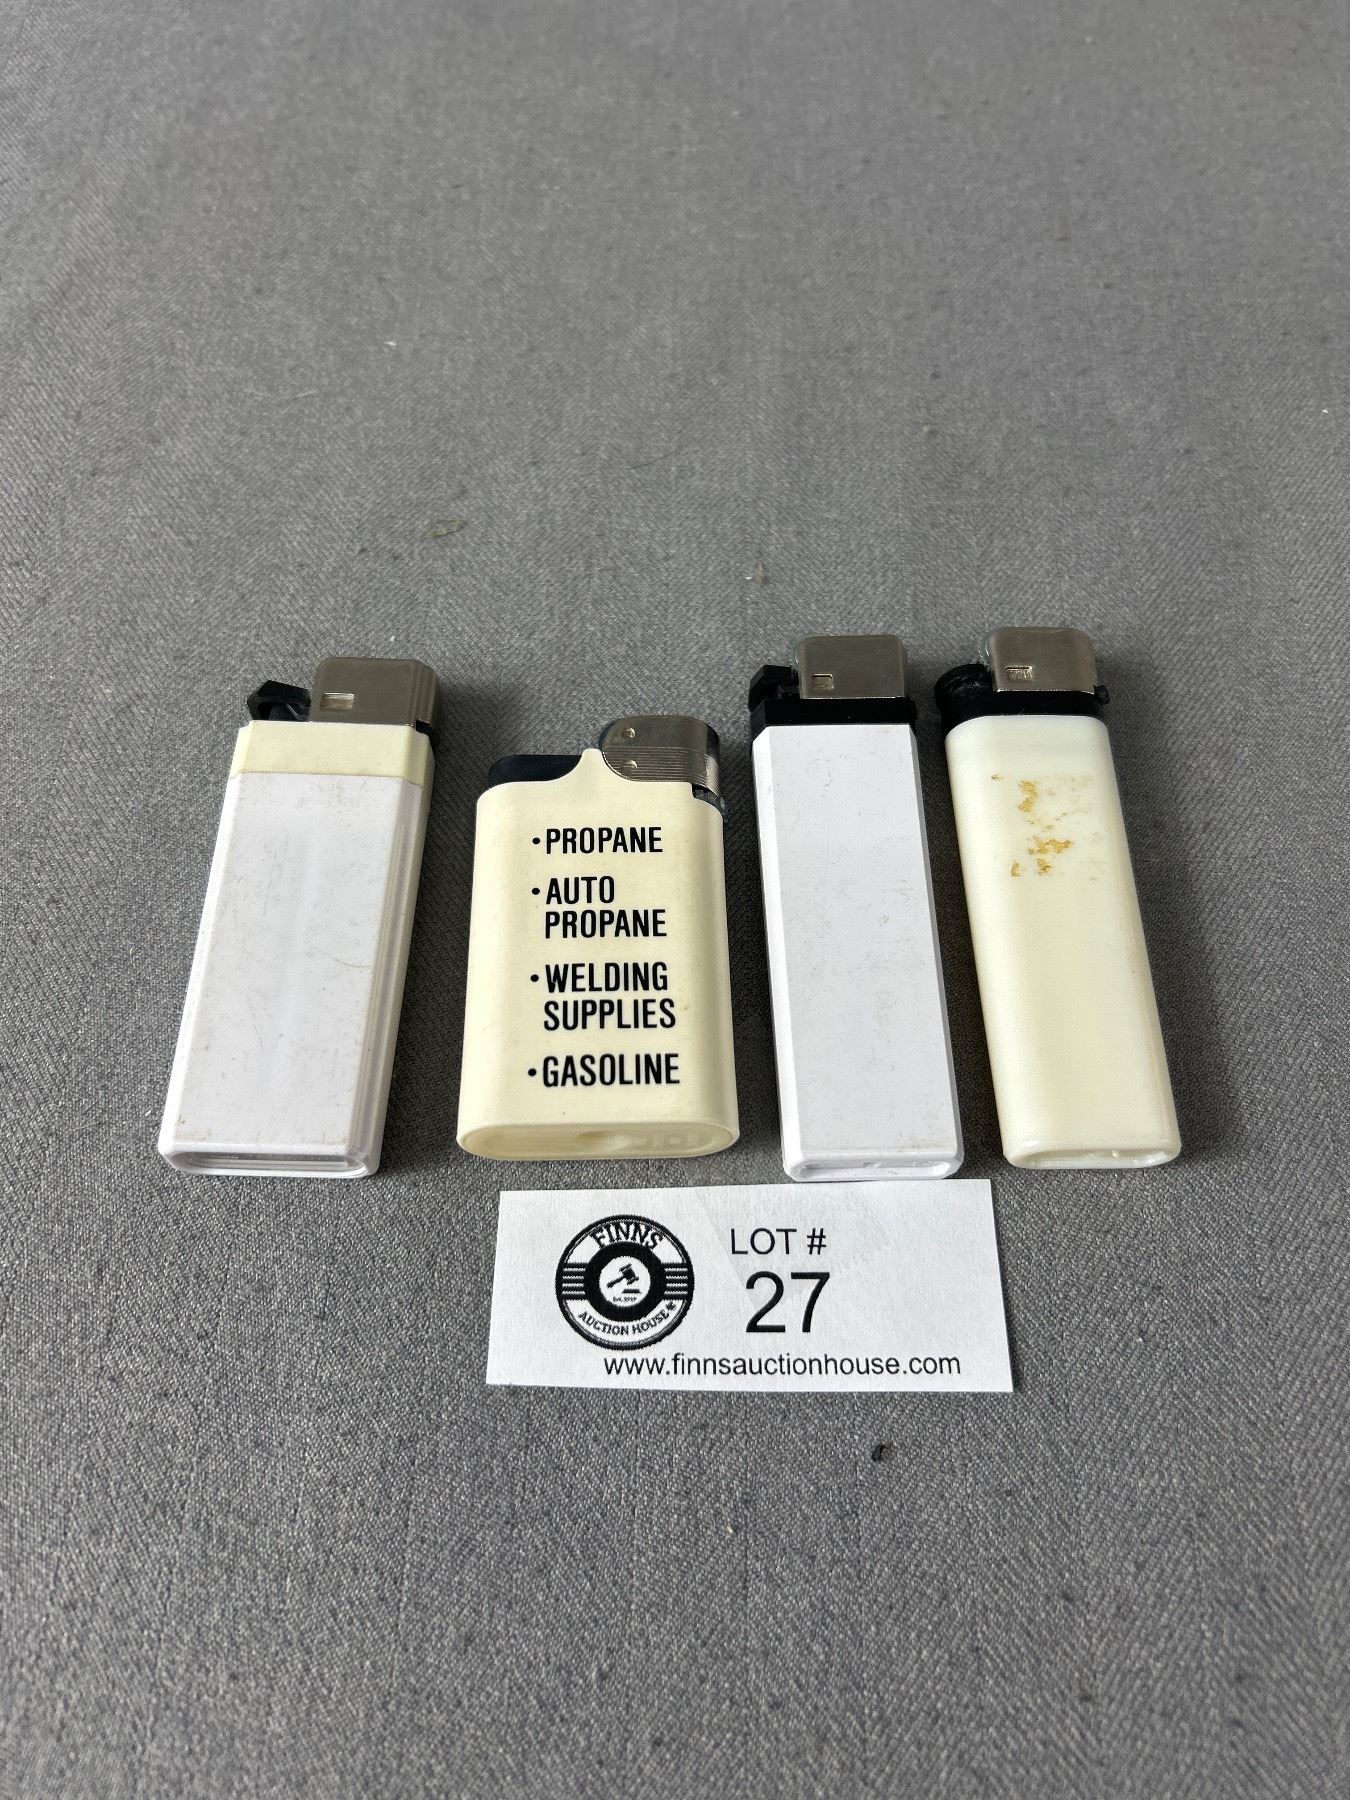 •PROPANE
•AUTO
PROPANE
•WELDING
SUPPLIES
•GASOLINE
FINNS
AUCTION HOUSE
LOT #
27
www.finnsauctionhouse.com